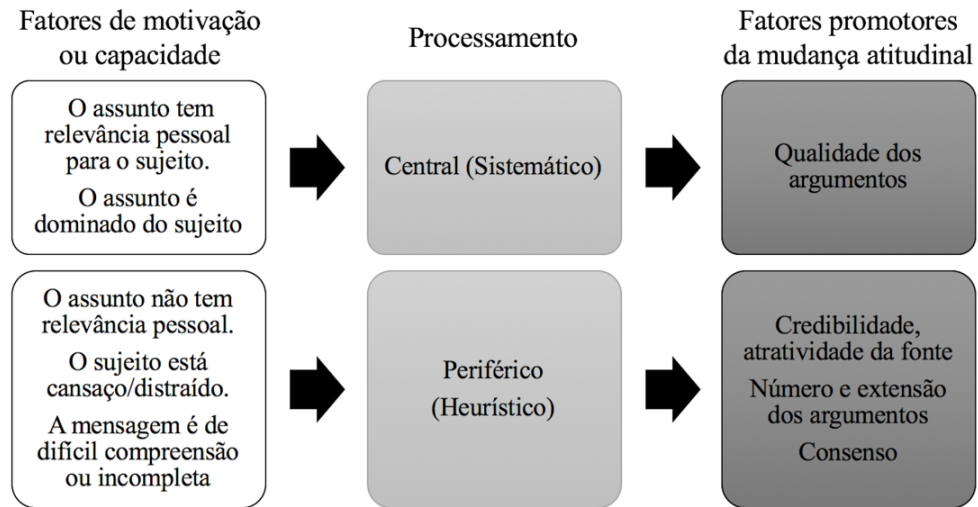 Fatores de motivação
ou capacidade
Processamento
Fatores promotores
da mudança atitudinal
O assunto tem
relevância pessoal
para o sujeito.
O assunto é
dominado do sujeito
Central (Sistemático)
Qualidade dos
argumentos
O assunto não tem
relevância pessoal.
O sujeito está
cansaço/distraído.
A mensagem é de
difícil compreensão
ou incompleta
Periférico
(Heurístico)
Credibilidade,
atratividade da fonte
Número e extensão
dos argumentos
Consenso